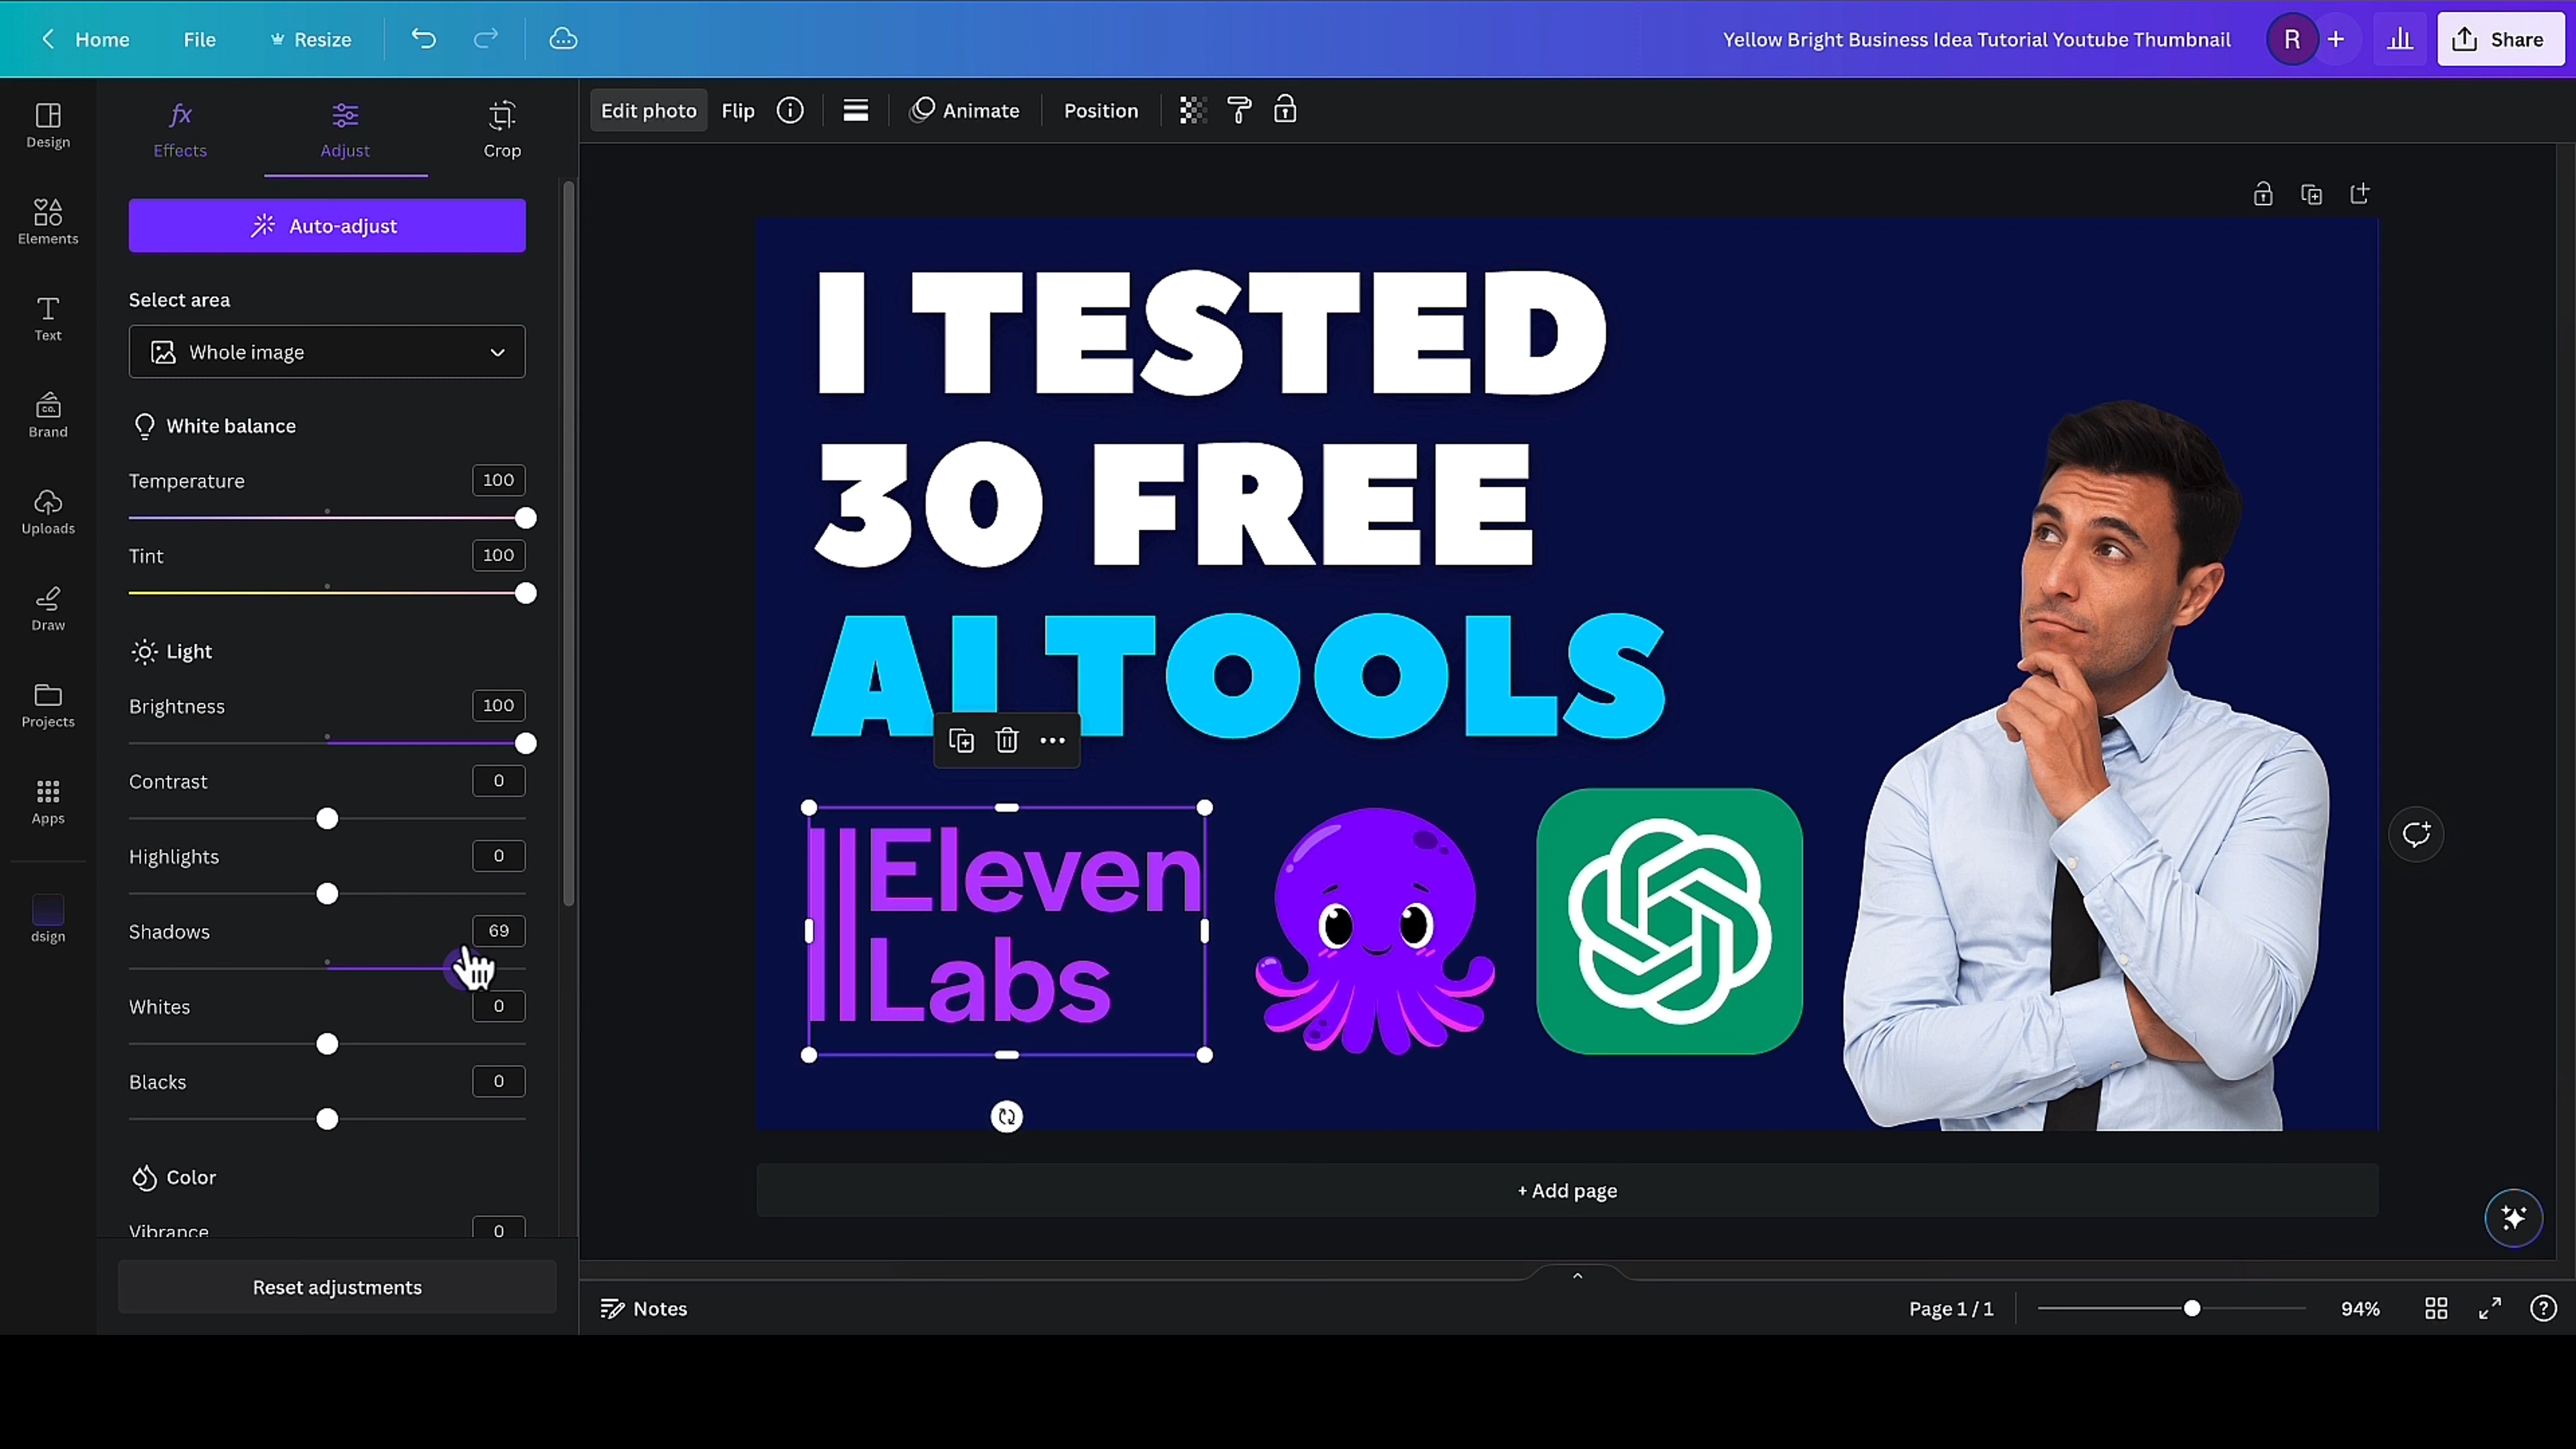 Home File Resize Yellow Bright Business Idea Tutorial Youtube Thumbnail R + Share
Edit photo Flip Animate Position
Design
Elements
Text
Brand
CO.
Uploads
Draw
Projects
Apps
dsign
fx
Effects Adjust Crop
Auto-adjust
Select area
Whole image
White balance
Temperature 100
Tint 100
Light
Brightness 100
Contrast 0
Highlights 0
Shadows 69
Whites 0
Blacks 0
Color
Vibrance 0
Reset adjustments
I TESTED
30 FREE
AI TOOLS
||Eleven
Labs
+ Add page
Notes Page 1 / 1 94% ?